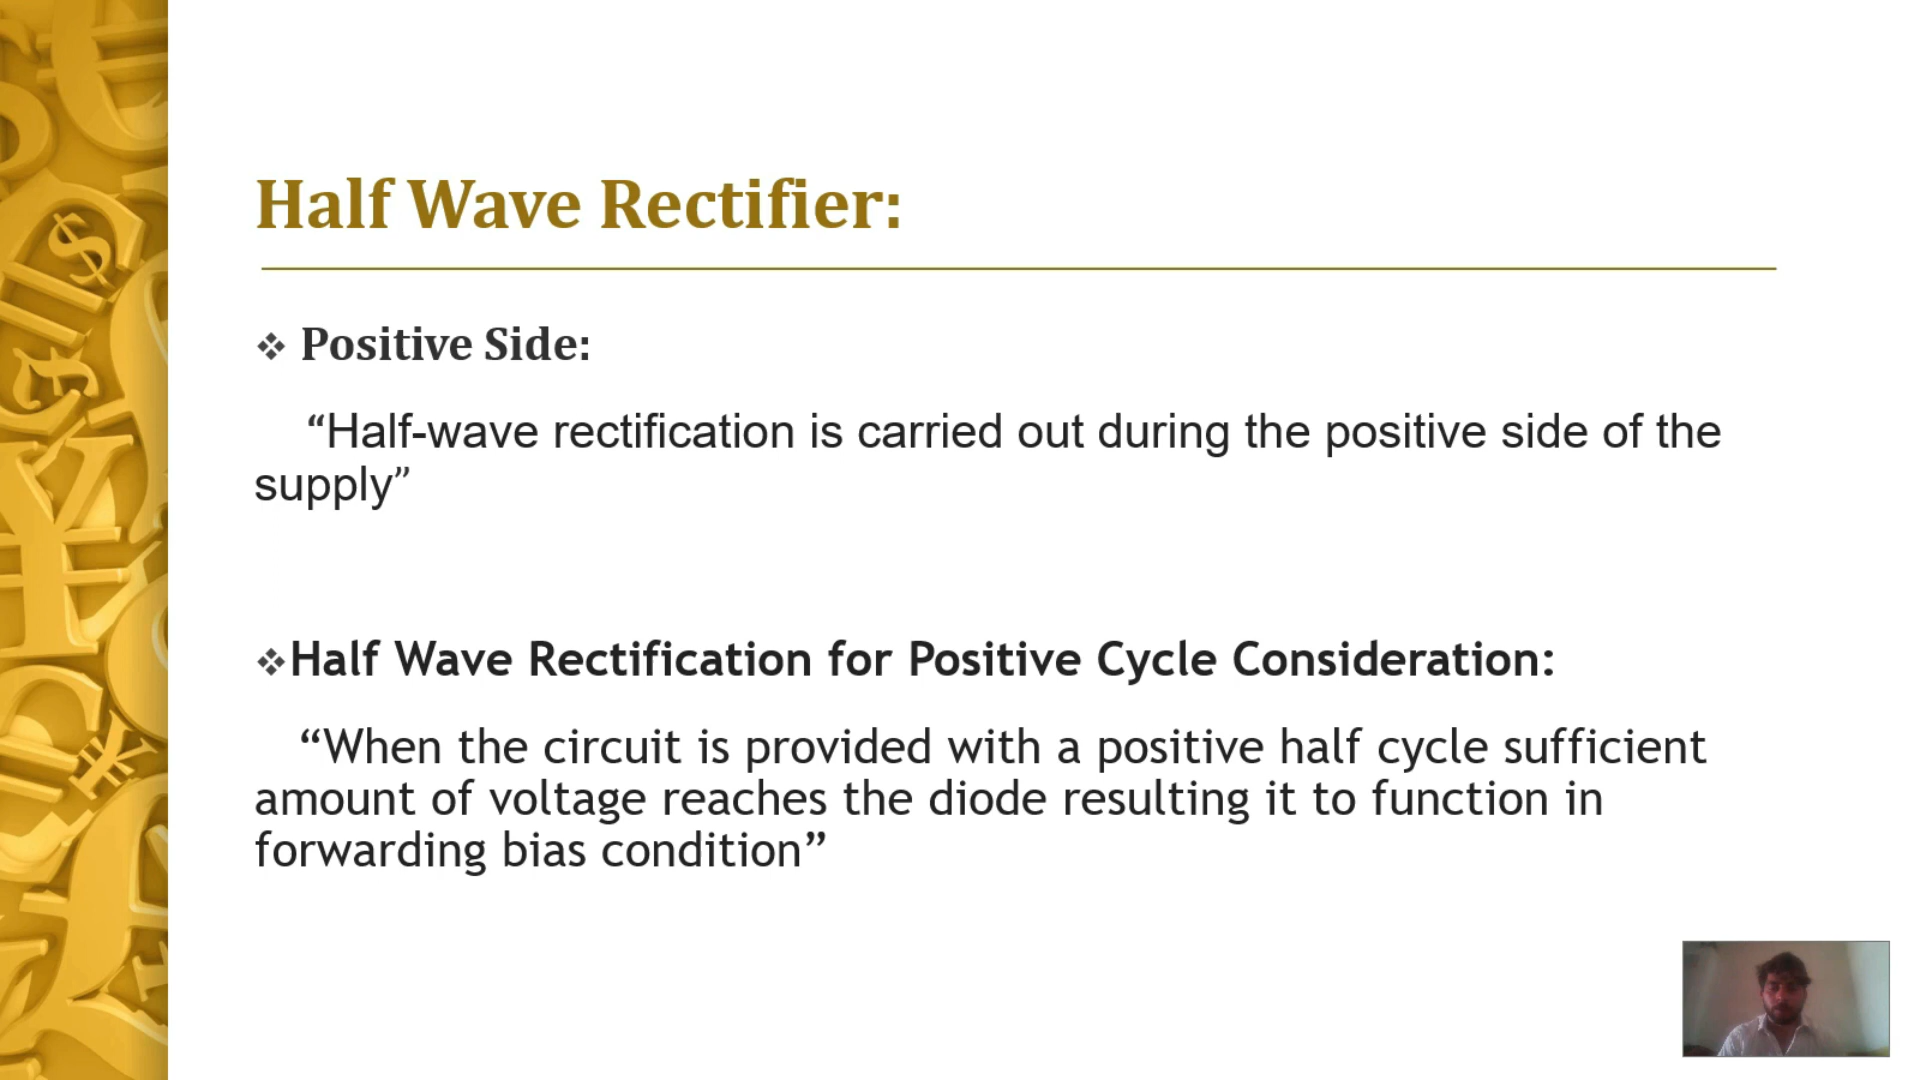 Half Wave Rectifier:
❖ Positive Side:
“Half-wave rectification is carried out during the positive side of the
supply”
❖Half Wave Rectification for Positive Cycle Consideration:
“When the circuit is provided with a positive half cycle sufficient
amount of voltage reaches the diode resulting it to function in
forwarding bias condition”